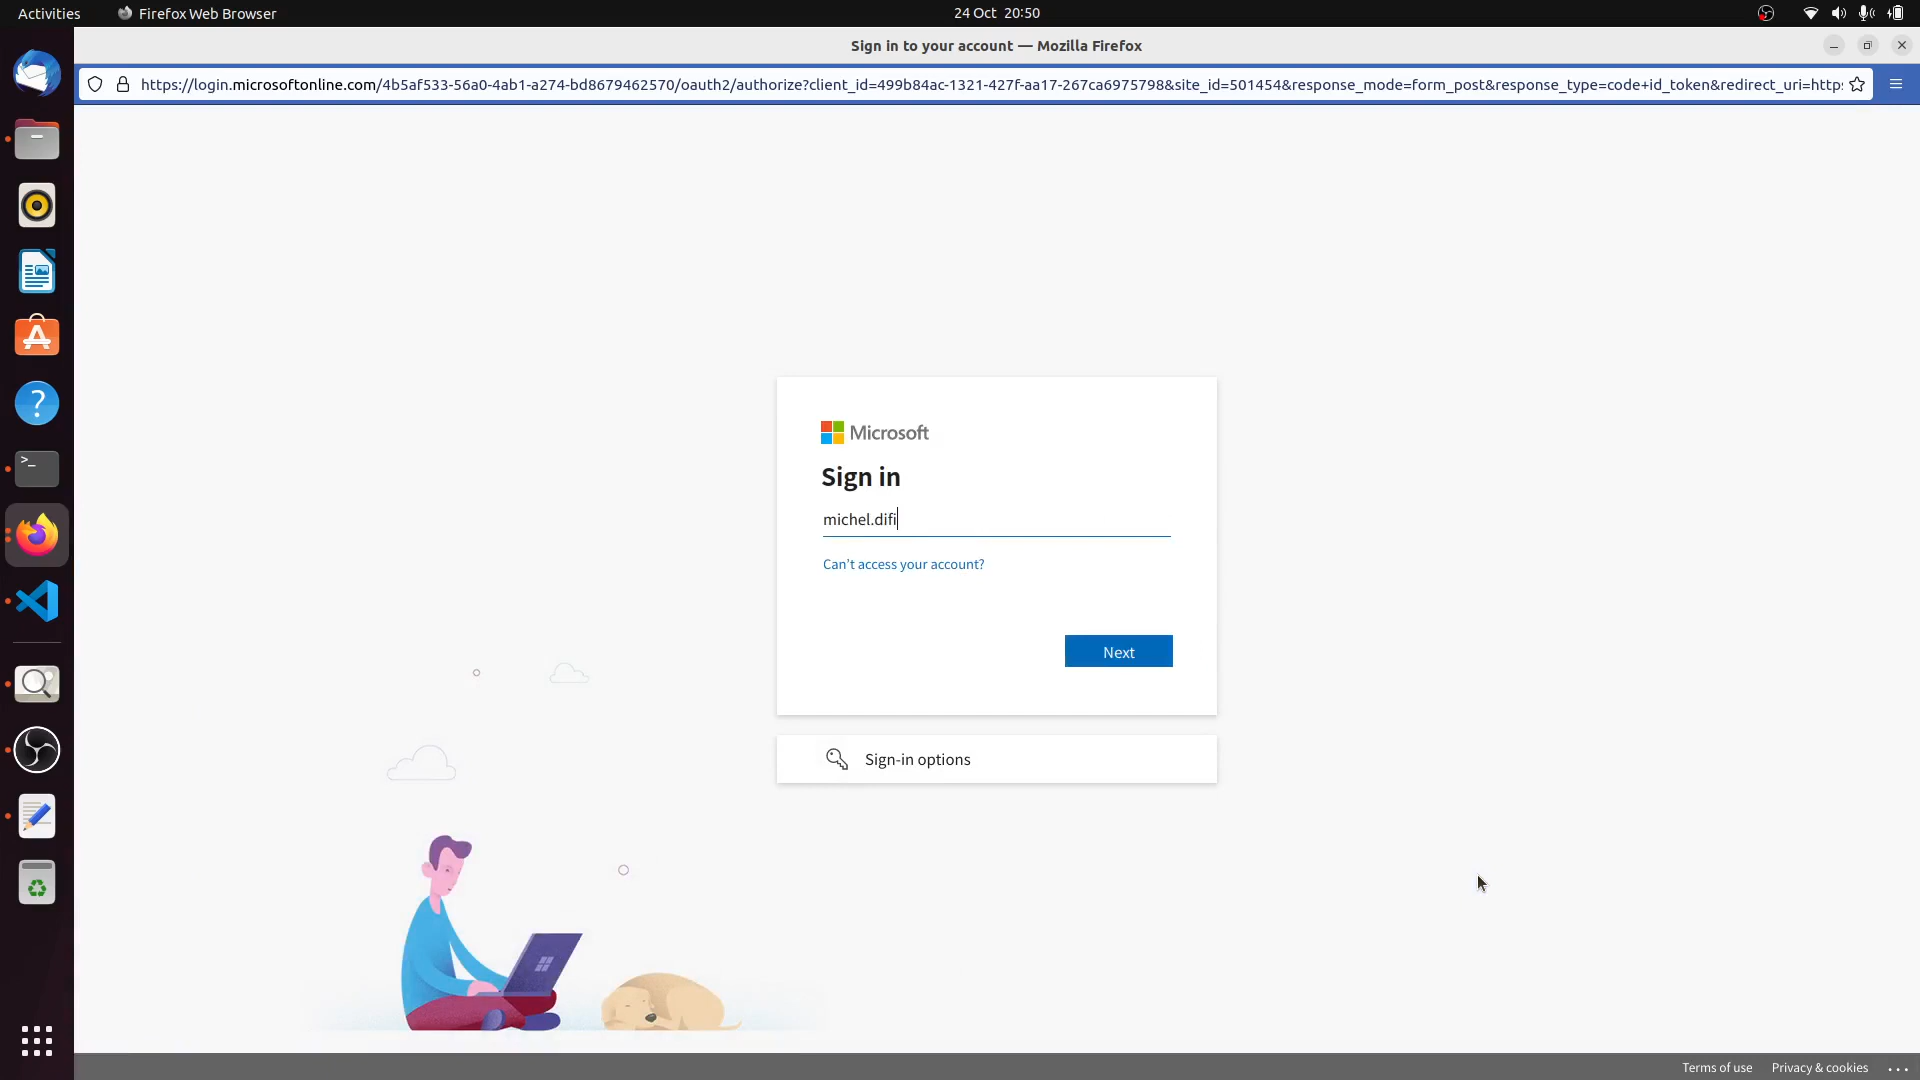 Activities
Firefox Web Browser
24 Oct 20:50
Sign in to your account — Mozilla Firefox
https://login.microsoftonline.com/4b5af533-56a0-4ab1-a274-bd8679462570/oauth2/authorize?client_id=499b84ac-1321-427f-aa17-267ca6975798&site_id=501454&response_mode=form_post&response_type=code+id_token&redirect_uri=https:
Microsoft
Sign in
michel.difi
Can't access your account?
Next
Sign-in options
Terms of use
Privacy & cookies